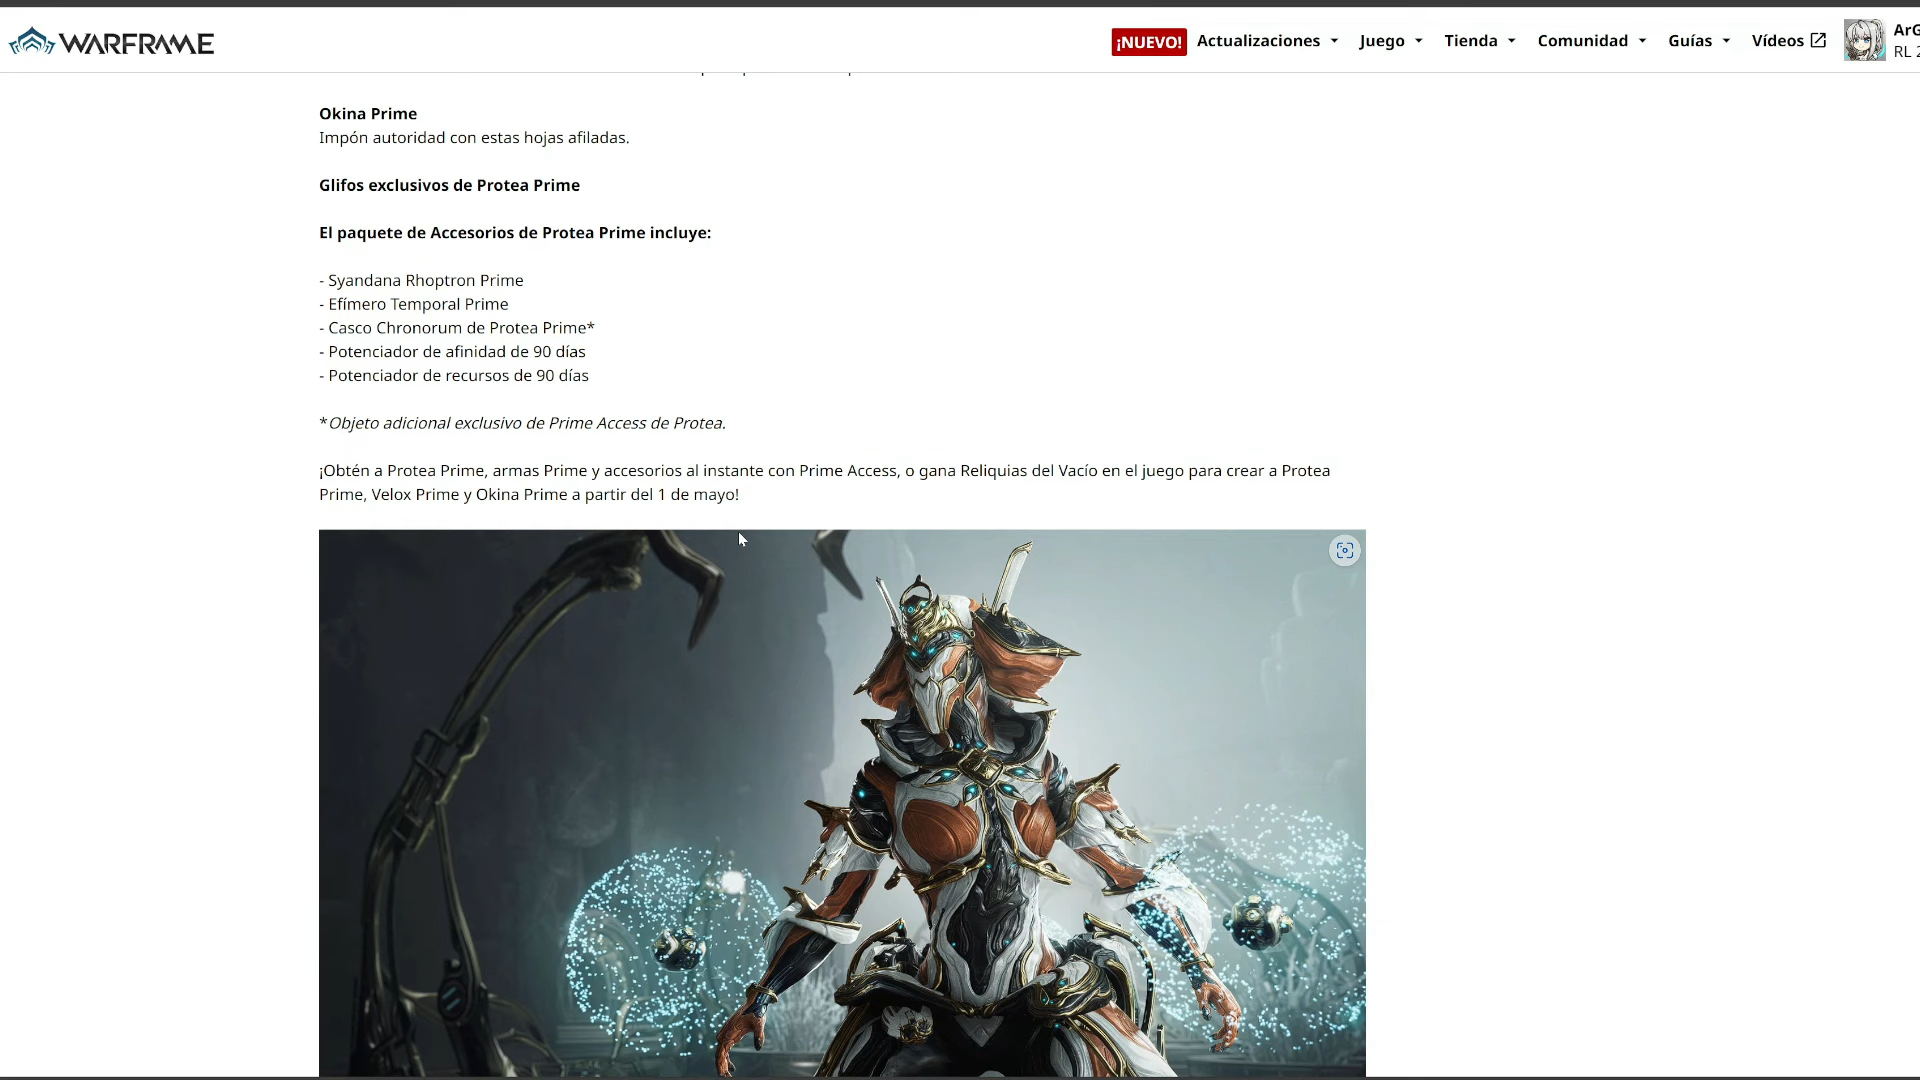 WARFRAME
¡NUEVO! Actualizaciones Juego Tienda Comunidad Guías Vídeos
RL
Okina Prime
Impón autoridad con estas hojas afiladas.
Glifos exclusivos de Protea Prime
El paquete de Accesorios de Protea Prime incluye:
- Syandana Rhoptron Prime
- Efímero Temporal Prime
- Casco Chronorum de Protea Prime*
- Potenciador de afinidad de 90 días
- Potenciador de recursos de 90 días
*Objeto adicional exclusivo de Prime Access de Protea.
¡Obtén a Protea Prime, armas Prime y accesorios al instante con Prime Access, o gana Reliquias del Vacío en el juego para crear a Protea
Prime, Velox Prime y Okina Prime a partir del 1 de mayo!